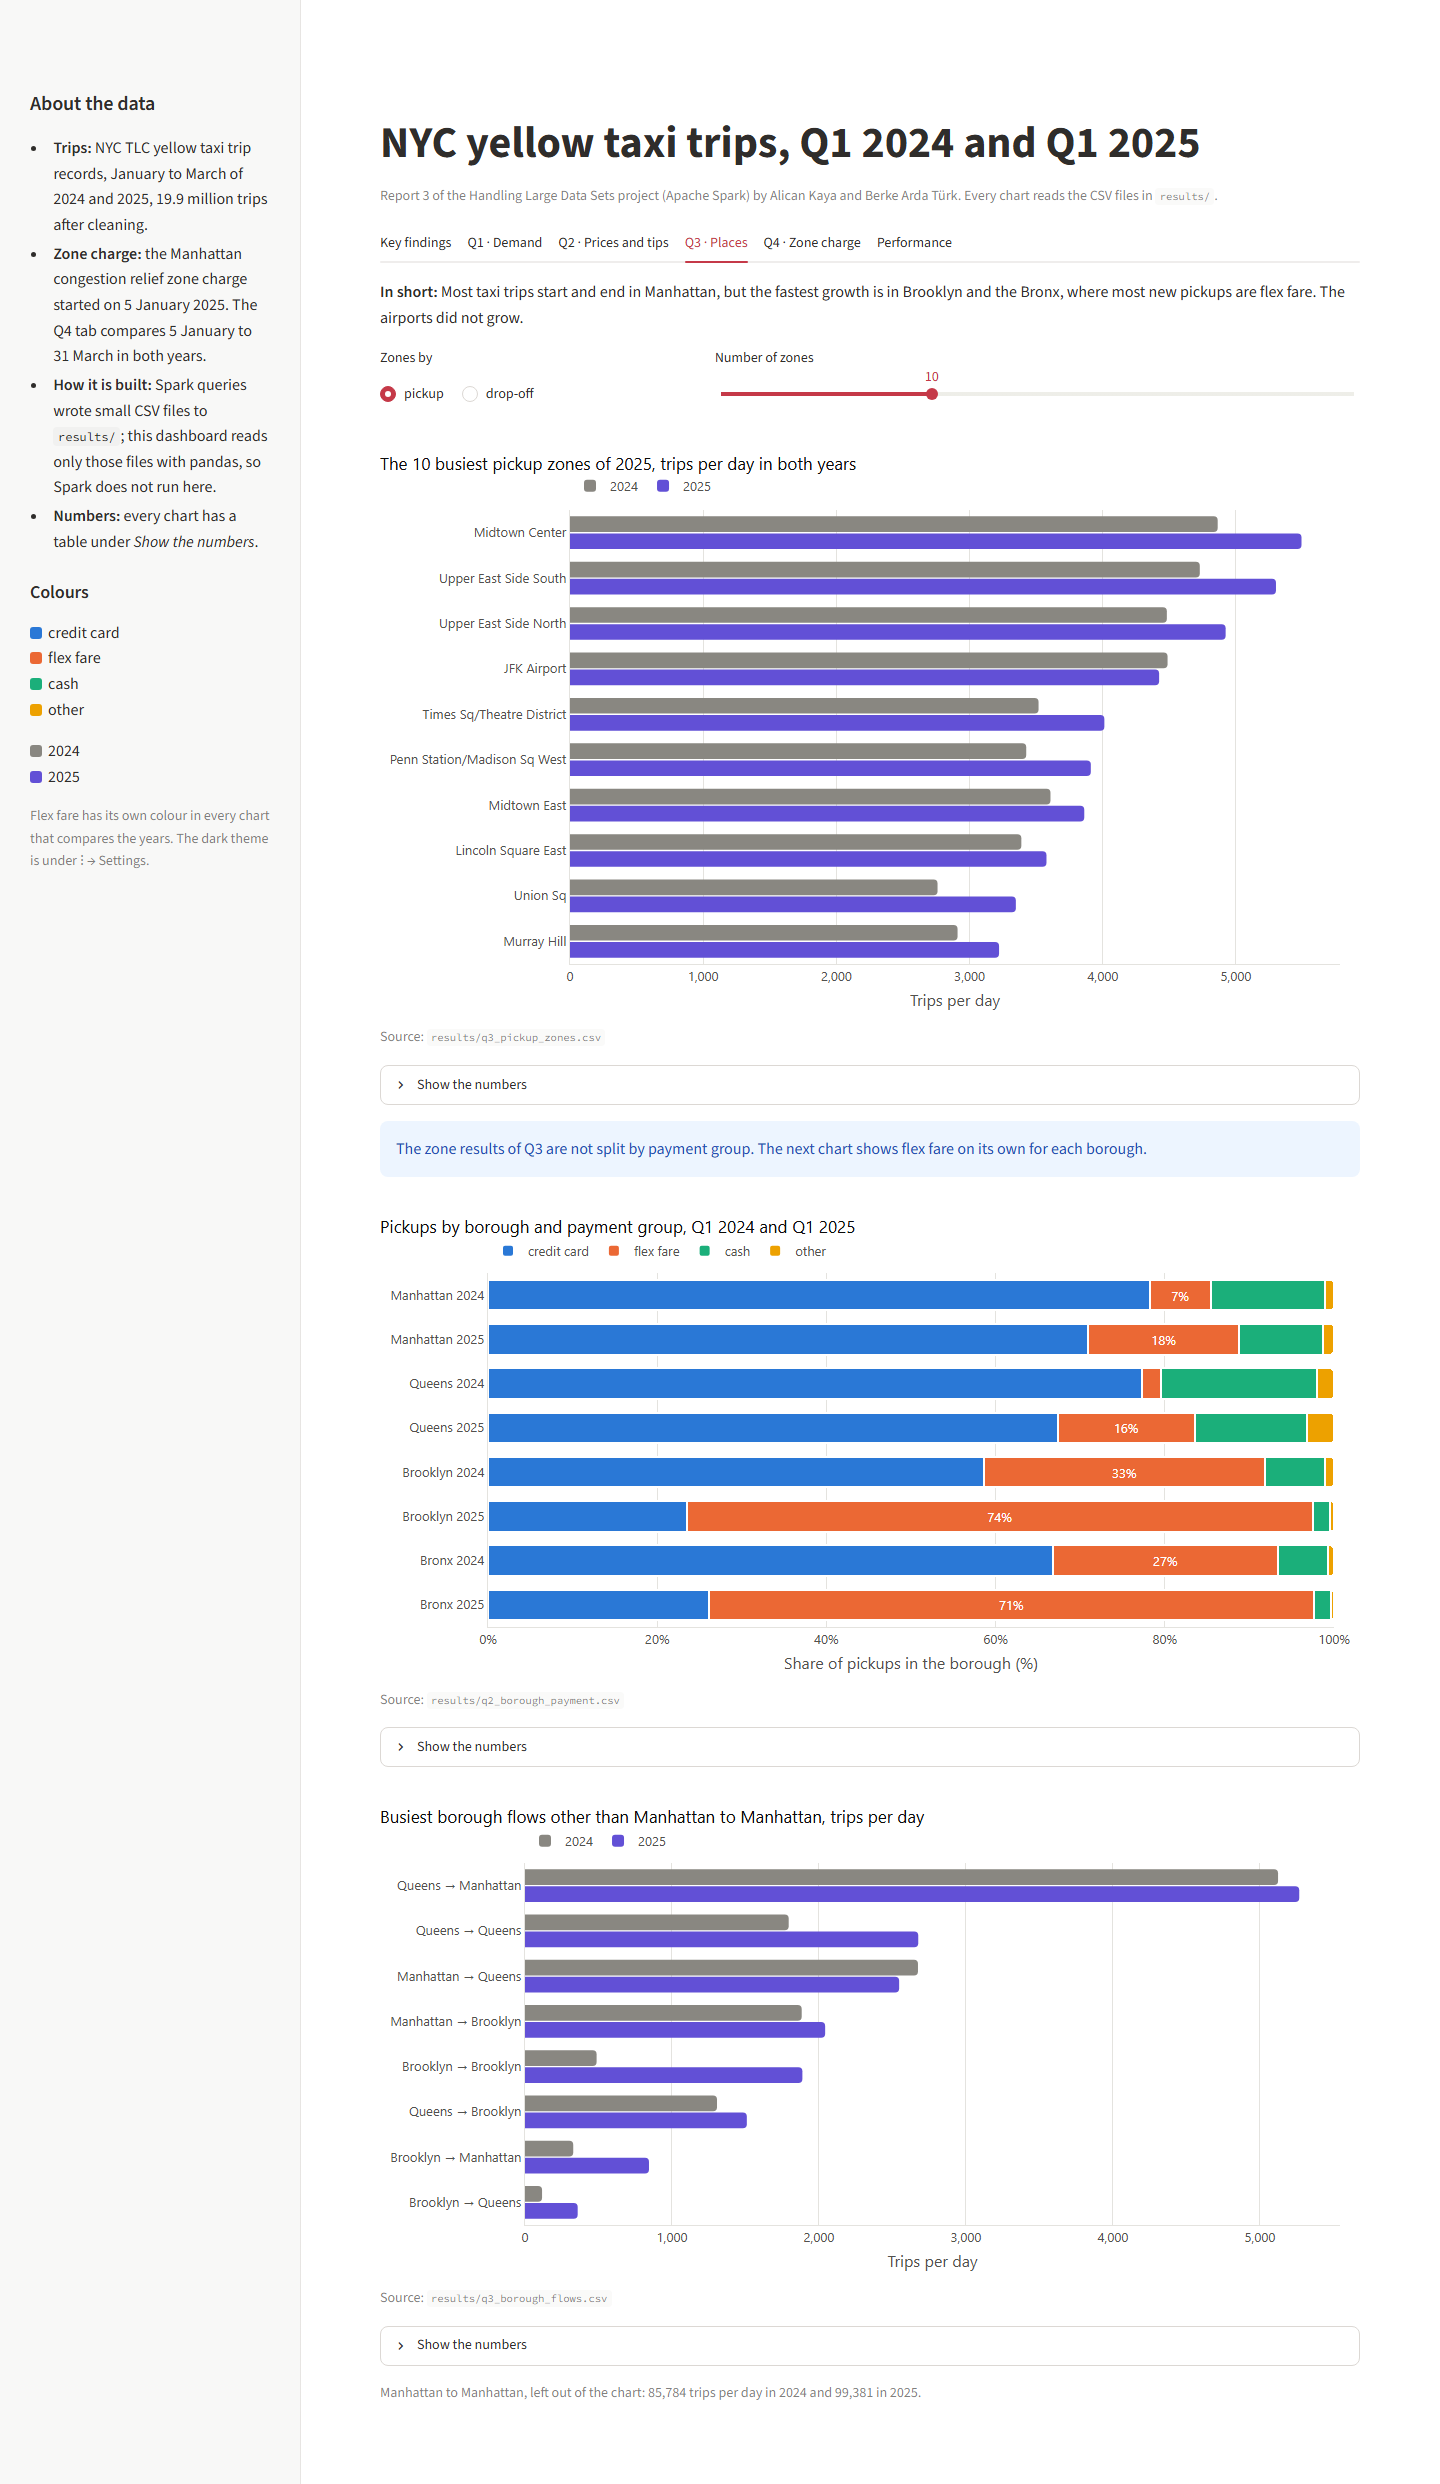 About the data
Trips: NYC TLC yellow taxi trip
records, January to March of
2024 and 2025, 19.9 million trips
after cleaning.
Zone charge: the Manhattan
congestion relief zone charge
started on 5 January 2025. The
Q4 tab compares 5 January to
31 March in both years.
How it is built: Spark queries
wrote small CSV files to
results/ ; this dashboard reads
only those files with pandas, so
Spark does not run here.
Numbers: every chart has a
table under Show the numbers.
Colours
credit card
flex fare
cash
other
2024
2025
Flex fare has its own colour in every chart
that compares the years. The dark theme
is under ⋮ → Settings.
NYC yellow taxi trips, Q1 2024 and Q1 2025
Report 3 of the Handling Large Data Sets project (Apache Spark) by Alican Kaya and Berke Arda Türk. Every chart reads the CSV files in results/ .
Key findings Q1 · Demand Q2 · Prices and tips Q3 · Places Q4 · Zone charge Performance
In short: Most taxi trips start and end in Manhattan, but the fastest growth is in Brooklyn and the Bronx, where most new pickups are flex fare. The
airports did not grow.
Zones by
pickup drop-off
Number of zones
10
The 10 busiest pickup zones of 2025, trips per day in both years
2024 2025
Midtown Center
Upper East Side South
Upper East Side North
JFK Airport
Times Sq/Theatre District
Penn Station/Madison Sq West
Midtown East
Lincoln Square East
Union Sq
Murray Hill
0 1,000 2,000 3,000 4,000 5,000
Trips per day
Source: results/q3_pickup_zones.csv
Show the numbers
The zone results of Q3 are not split by payment group. The next chart shows flex fare on its own for each borough.
Pickups by borough and payment group, Q1 2024 and Q1 2025
credit card flex fare cash other
Manhattan 2024 7%
Manhattan 2025 18%
Queens 2024
Queens 2025 16%
Brooklyn 2024 33%
Brooklyn 2025 74%
Bronx 2024 27%
Bronx 2025 71%
0% 20% 40% 60% 80% 100%
Share of pickups in the borough (%)
Source: results/q2_borough_payment.csv
Show the numbers
Busiest borough flows other than Manhattan to Manhattan, trips per day
2024 2025
Queens → Manhattan
Queens → Queens
Manhattan → Queens
Manhattan → Brooklyn
Brooklyn → Brooklyn
Queens → Brooklyn
Brooklyn → Manhattan
Brooklyn → Queens
0 1,000 2,000 3,000 4,000 5,000
Trips per day
Source: results/q3_borough_flows.csv
Show the numbers
Manhattan to Manhattan, left out of the chart: 85,784 trips per day in 2024 and 99,381 in 2025.